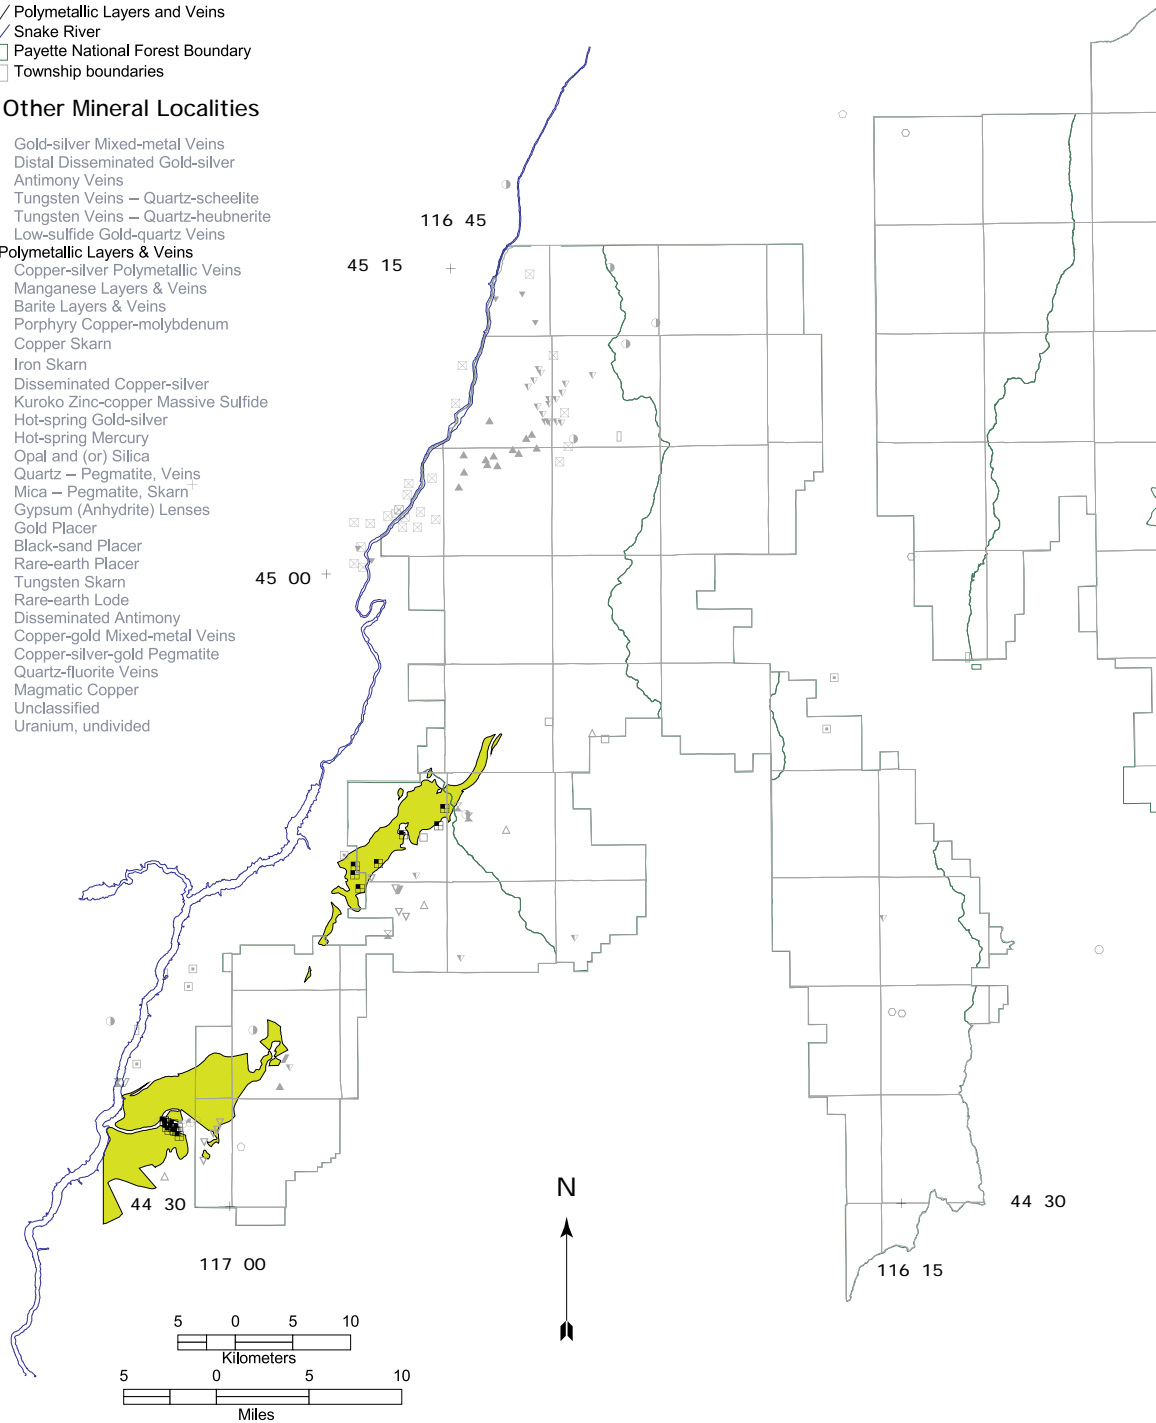 Polymetallic Layers and Veins
Snake River
Payette National Forest Boundary
Township boundaries
Other Mineral Localities
Gold-silver Mixed-metal Veins
Distal Disseminated Gold-silver
Antimony Veins
Tungsten Veins – Quartz-scheelite
Tungsten Veins – Quartz-heubnerite
Low-sulfide Gold-quartz Veins
Polymetallic Layers & Veins
Copper-silver Polymetallic Veins
Manganese Layers & Veins
Barite Layers & Veins
Porphyry Copper-molybdenum
Copper Skarn
Iron Skarn
Disseminated Copper-silver
Kuroko Zinc-copper Massive Sulfide
Hot-spring Gold-silver
Hot-spring Mercury
Opal and (or) Silica
Quartz – Pegmatite, Veins
Mica – Pegmatite, Skarn
Gypsum (Anhydrite) Lenses
Gold Placer
Black-sand Placer
Rare-earth Placer
Tungsten Skarn
Rare-earth Lode
Disseminated Antimony
Copper-gold Mixed-metal Veins
Copper-silver-gold Pegmatite
Quartz-fluorite Veins
Magmatic Copper
Unclassified
Uranium, undivided
116 45
45 15
45 00
44 30
117 00
N
44 30
116 15
5 0 5 10
Kilometers
5 0 5 10
Miles